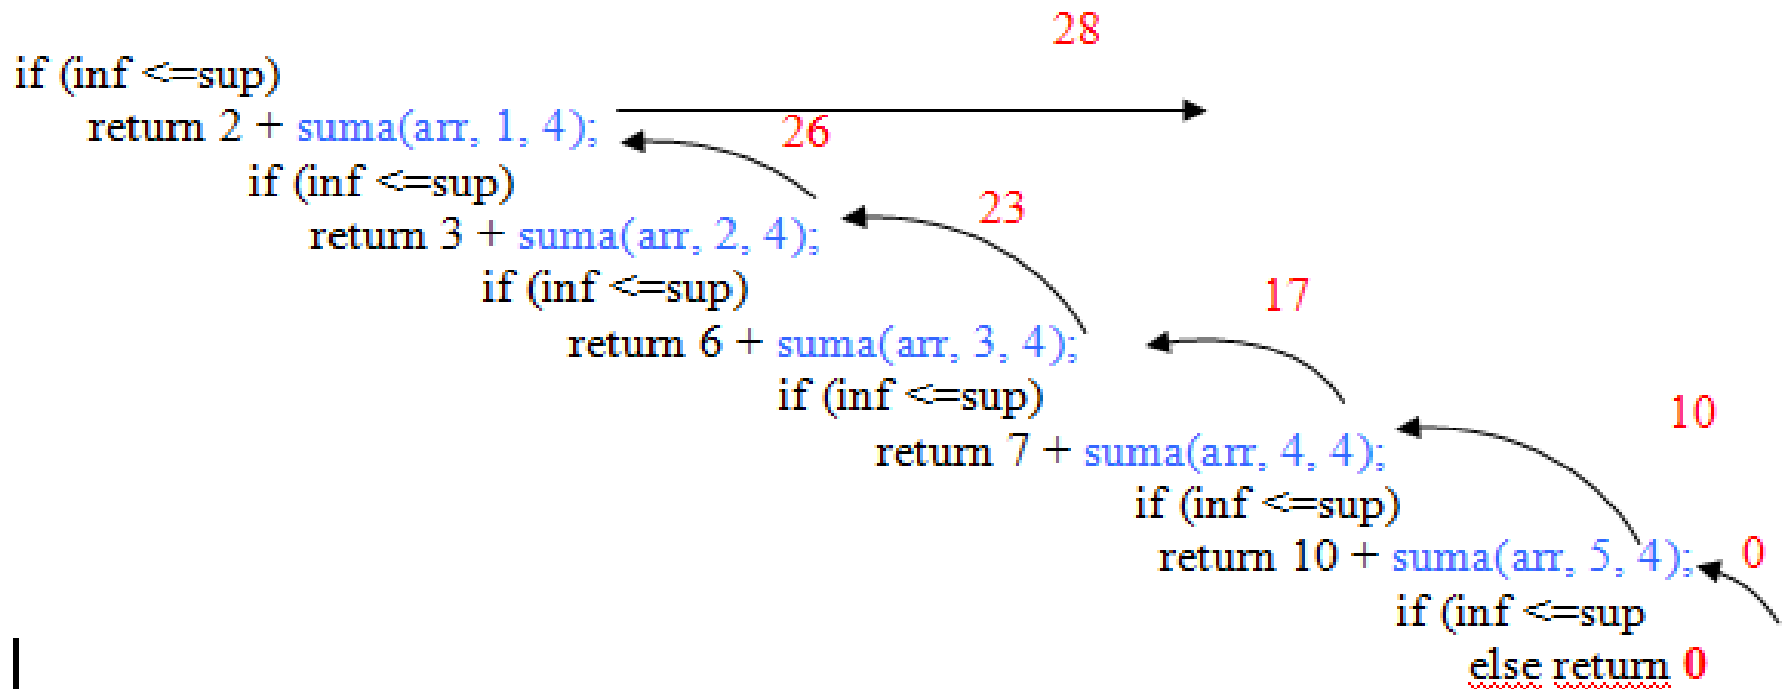 28
if (inf <=sup)
return 2 + suma(arr, 1, 4);
26
if (inf <=sup)
23
return 3 + suma(arr, 2, 4);
if (inf <=sup)
17
return 6 + suma(arr, 3, 4);
if (inf <=sup)
10
return 7 + suma(arr, 4, 4);
if (inf <=sup)
return 10 + suma(arr, 5, 4); 0
if (inf <=sup
else return 0